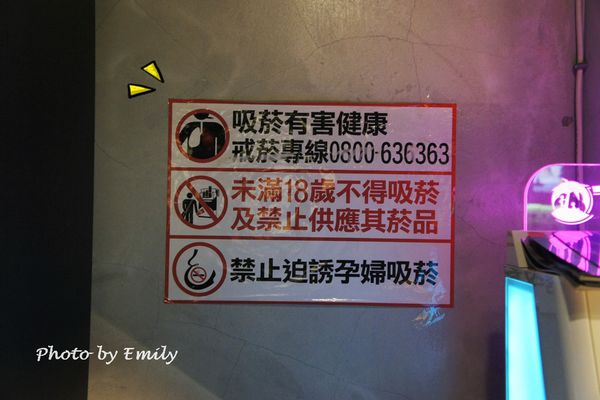 吸菸有害健康
戒菸專線0800-636363
未滿18歲不得吸菸
及禁止供應其菸品
禁止迫誘孕婦吸菸
Photo by Emily